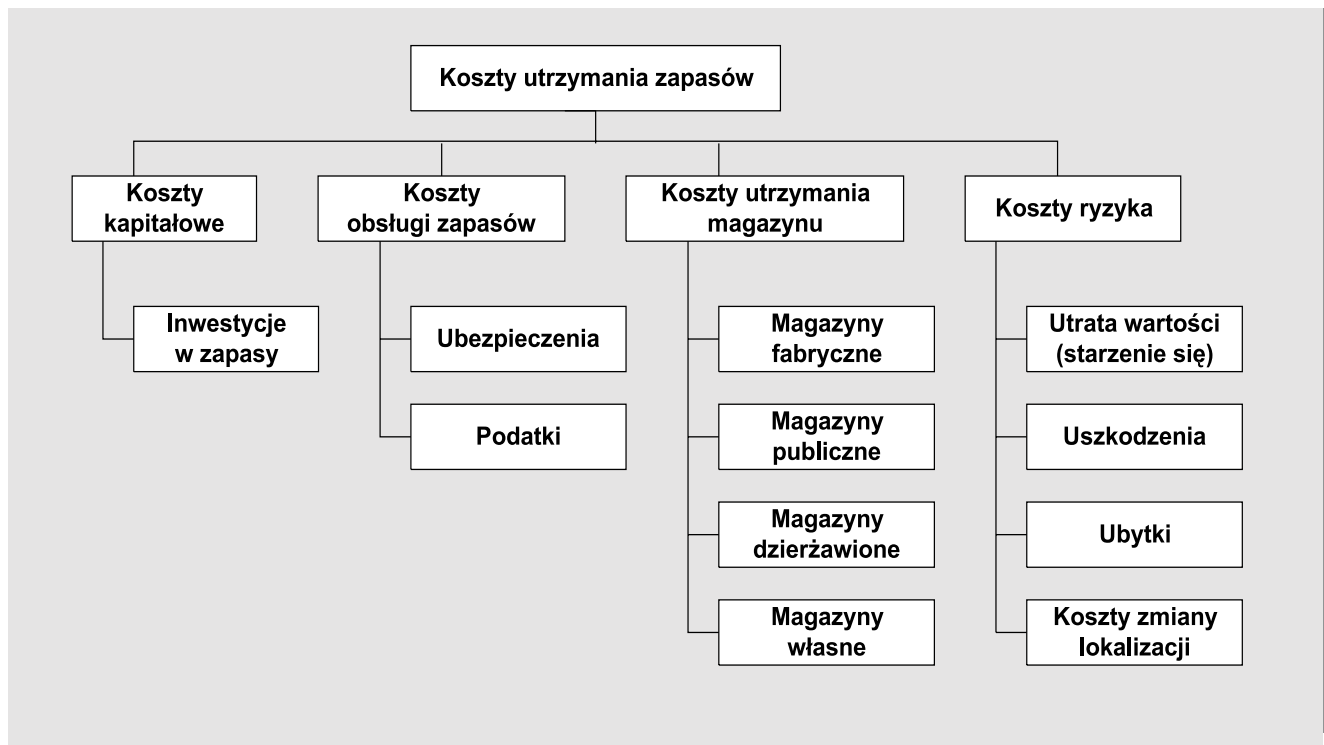 Koszty utrzymania zapasów
Koszty
kapitałowe
Koszty
obsługi zapasów
Koszty utrzymania
magazynu
Koszty ryzyka
Inwestycje
w zapasy
Ubezpieczenia
Podatki
Magazyny
fabryczne
Magazyny
publiczne
Magazyny
dzierżawione
Magazyny
własne
Utrata wartości
(starzenie się)
Uszkodzenia
Ubytki
Koszty zmiany
lokalizacji